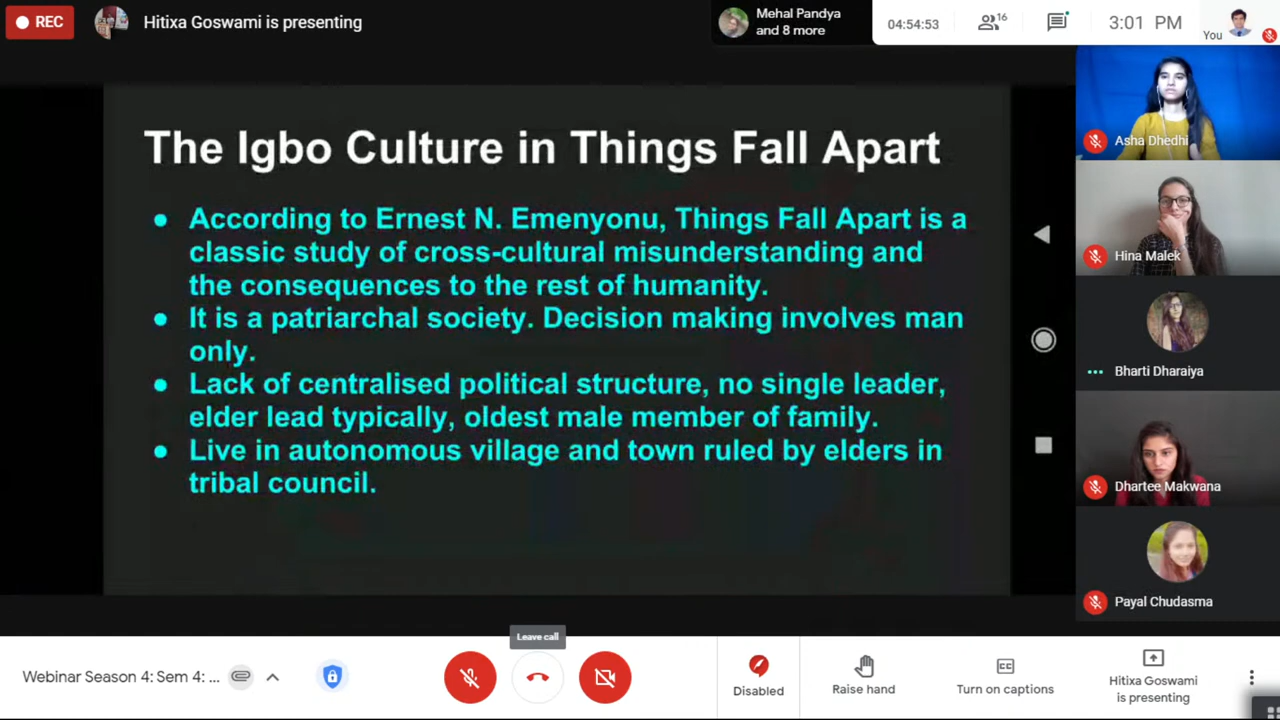 REC
Hitixa Goswami is presenting
Mehal Pandya
and 8 more
04:54:53
16
3:01 PM
You
The Igbo Culture in Things Fall Apart
According to Ernest N. Emenyonu, Things Fall Apart is a
classic study of cross-cultural misunderstanding and
the consequences to the rest of humanity.
It is a patriarchal society. Decision making involves man
only.
Lack of centralised political structure, no single leader,
elder lead typically, oldest male member of family.
Live in autonomous village and town ruled by elders in
tribal council.
Asha Dhedhi
Hina Malek
Bharti Dharaiya
Dhartee Makwana
Payal Chudasma
Leave call
Webinar Season 4: Sem 4: ...
Disabled
Raise hand
CC
Turn on captions
Hitixa Goswami
is presenting